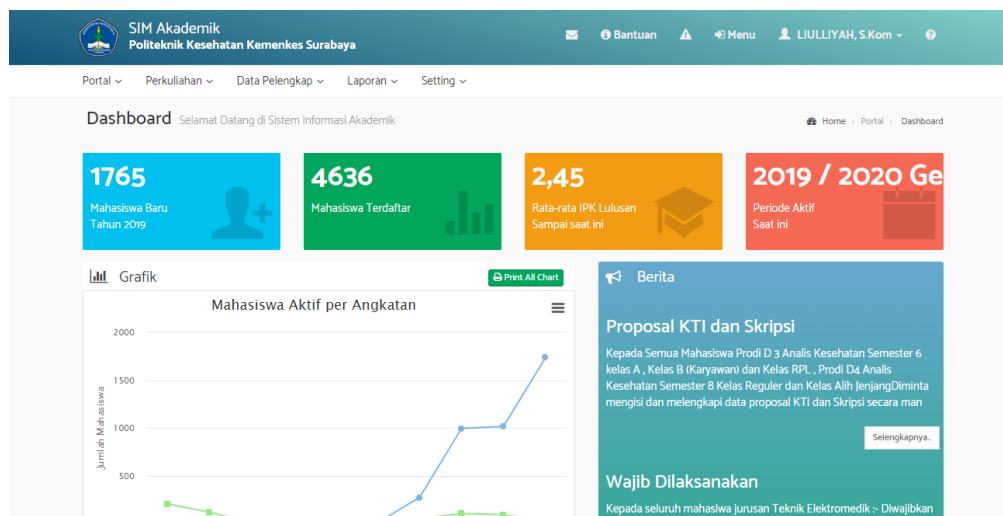 SIM Akademik
Politeknik Kesehatan Kemenkes Surabaya
Bantuan
Menu
LIULLIYAH, S.Kom
Portal
Perkuliahan
Data Pelengkap
Laporan
Setting
Dashboard Selamat Datang di Sistem Informasi Akademik
Home > Portal > Dashboard
1765
Mahasiswa Baru
Tahun 2019
4636
Mahasiswa Terdaftar
2,45
Rata-rata IPK Lulusan
Sampai saat ini
2019 / 2020 Ge
Periode Aktif
Saat ini
Grafik
Print All Chart
Mahasiswa Aktif per Angkatan
Jumlah Mahasiswa
2000
1500
1000
500
Berita
Proposal KTI dan Skripsi
Kepada Semua Mahasiswa Prodi D 3 Analis Kesehatan Semester 6
kelas A , Kelas B (Karyawan) dan Kelas RPL , Prodi D4 Analis
Kesehatan Semester 8 Kelas Reguler dan Kelas Alih JenjangDiminta
mengisi dan melengkapi data proposal KTI dan Skripsi secara man
Selengkapnya..
Wajib Dilaksanakan
Kepada seluruh mahasiwa jurusan Teknik Elektromedik :- Diwajibkan